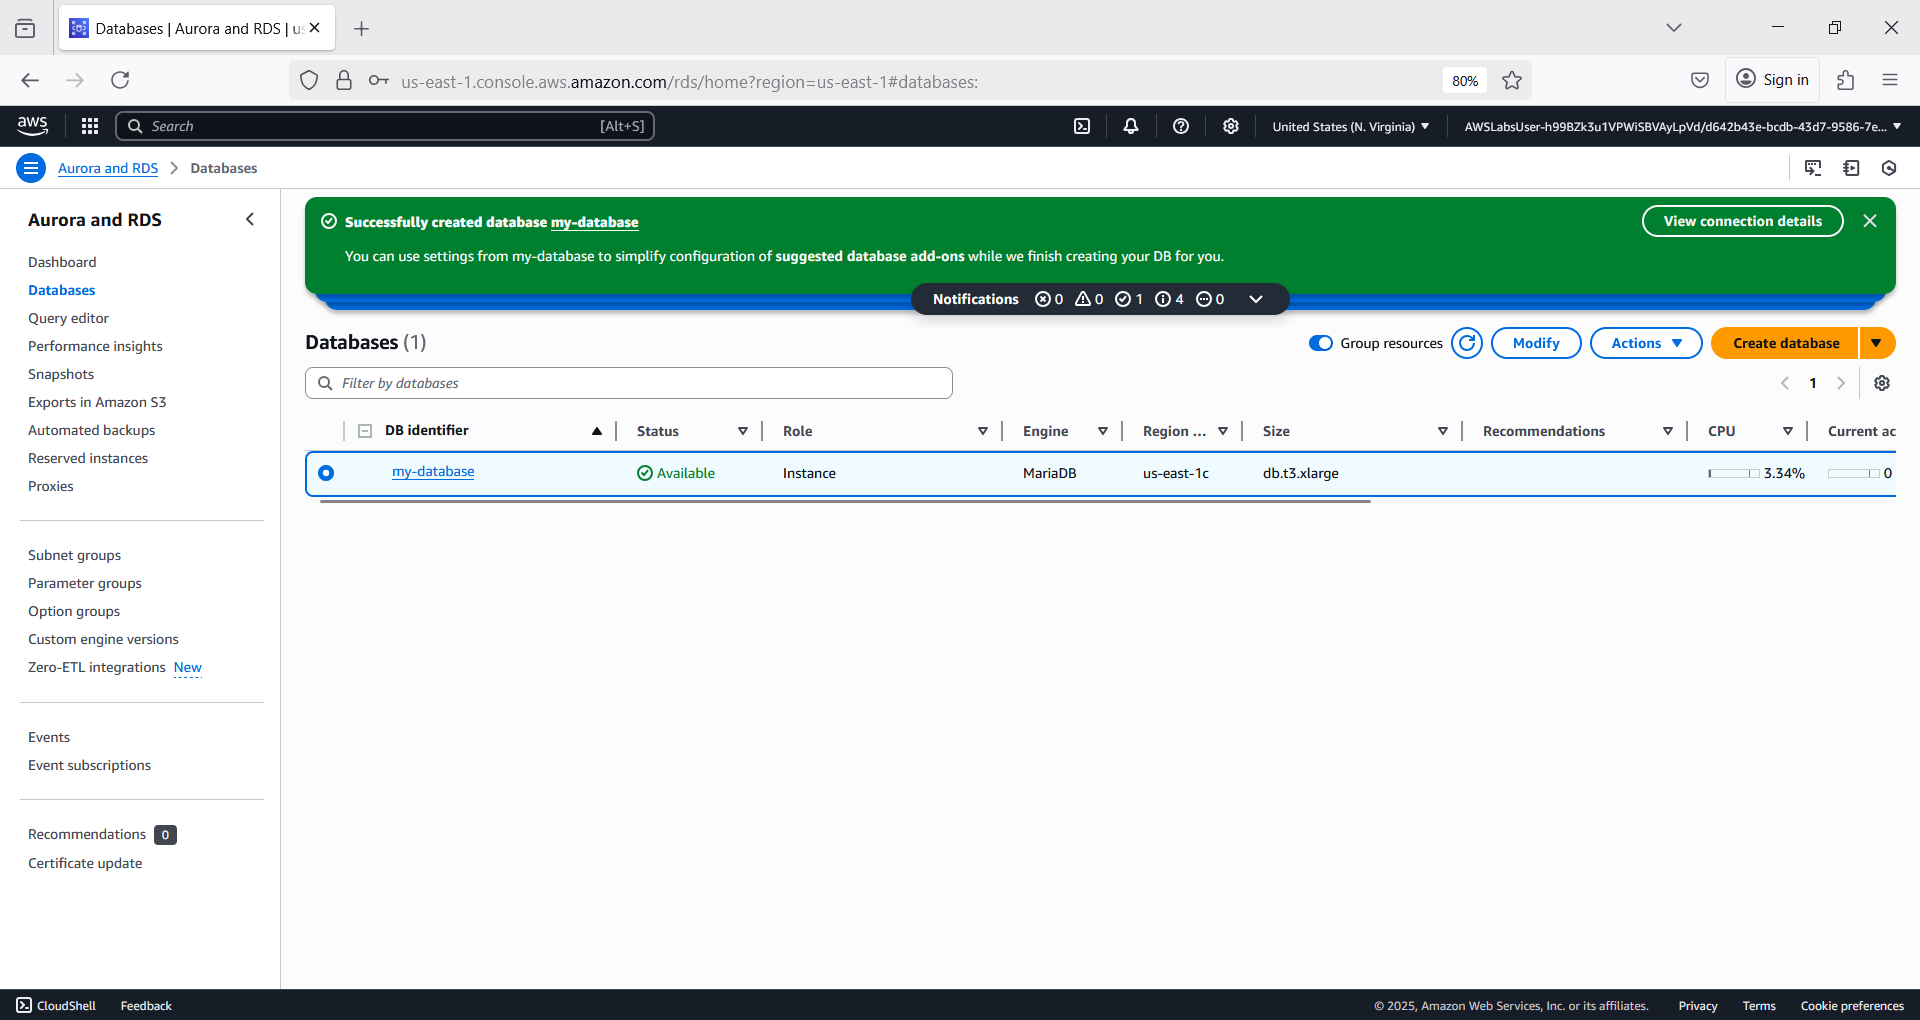 Databases | Aurora and RDS | us
us-east-1.console.aws.amazon.com/rds/home?region=us-east-1#databases:
80%
Sign in
aws
Search
[Alt+S]
United States (N. Virginia)
AWSLabsUser-h99BZk3u1VPWiSBVAyLpVd/d642b43e-bcdb-43d7-9586-7e...
Aurora and RDS
Databases
Aurora and RDS
Dashboard
Databases
Query editor
Performance insights
Snapshots
Exports in Amazon S3
Automated backups
Reserved instances
Proxies
Subnet groups
Parameter groups
Option groups
Custom engine versions
Zero-ETL integrations New
Events
Event subscriptions
Recommendations 0
Certificate update
Successfully created database my-database
View connection details
You can use settings from my-database to simplify configuration of suggested database add-ons while we finish creating your DB for you.
Notifications 0 0 1 4 0
Databases (1)
Group resources
Modify
Actions
Create database
Filter by databases
1
DB identifier Status Role Engine Region ... Size Recommendations CPU Current ac
my-database Available Instance MariaDB us-east-1c db.t3.xlarge 3.34% 0
CloudShell
Feedback
© 2025, Amazon Web Services, Inc. or its affiliates.
Privacy
Terms
Cookie preferences